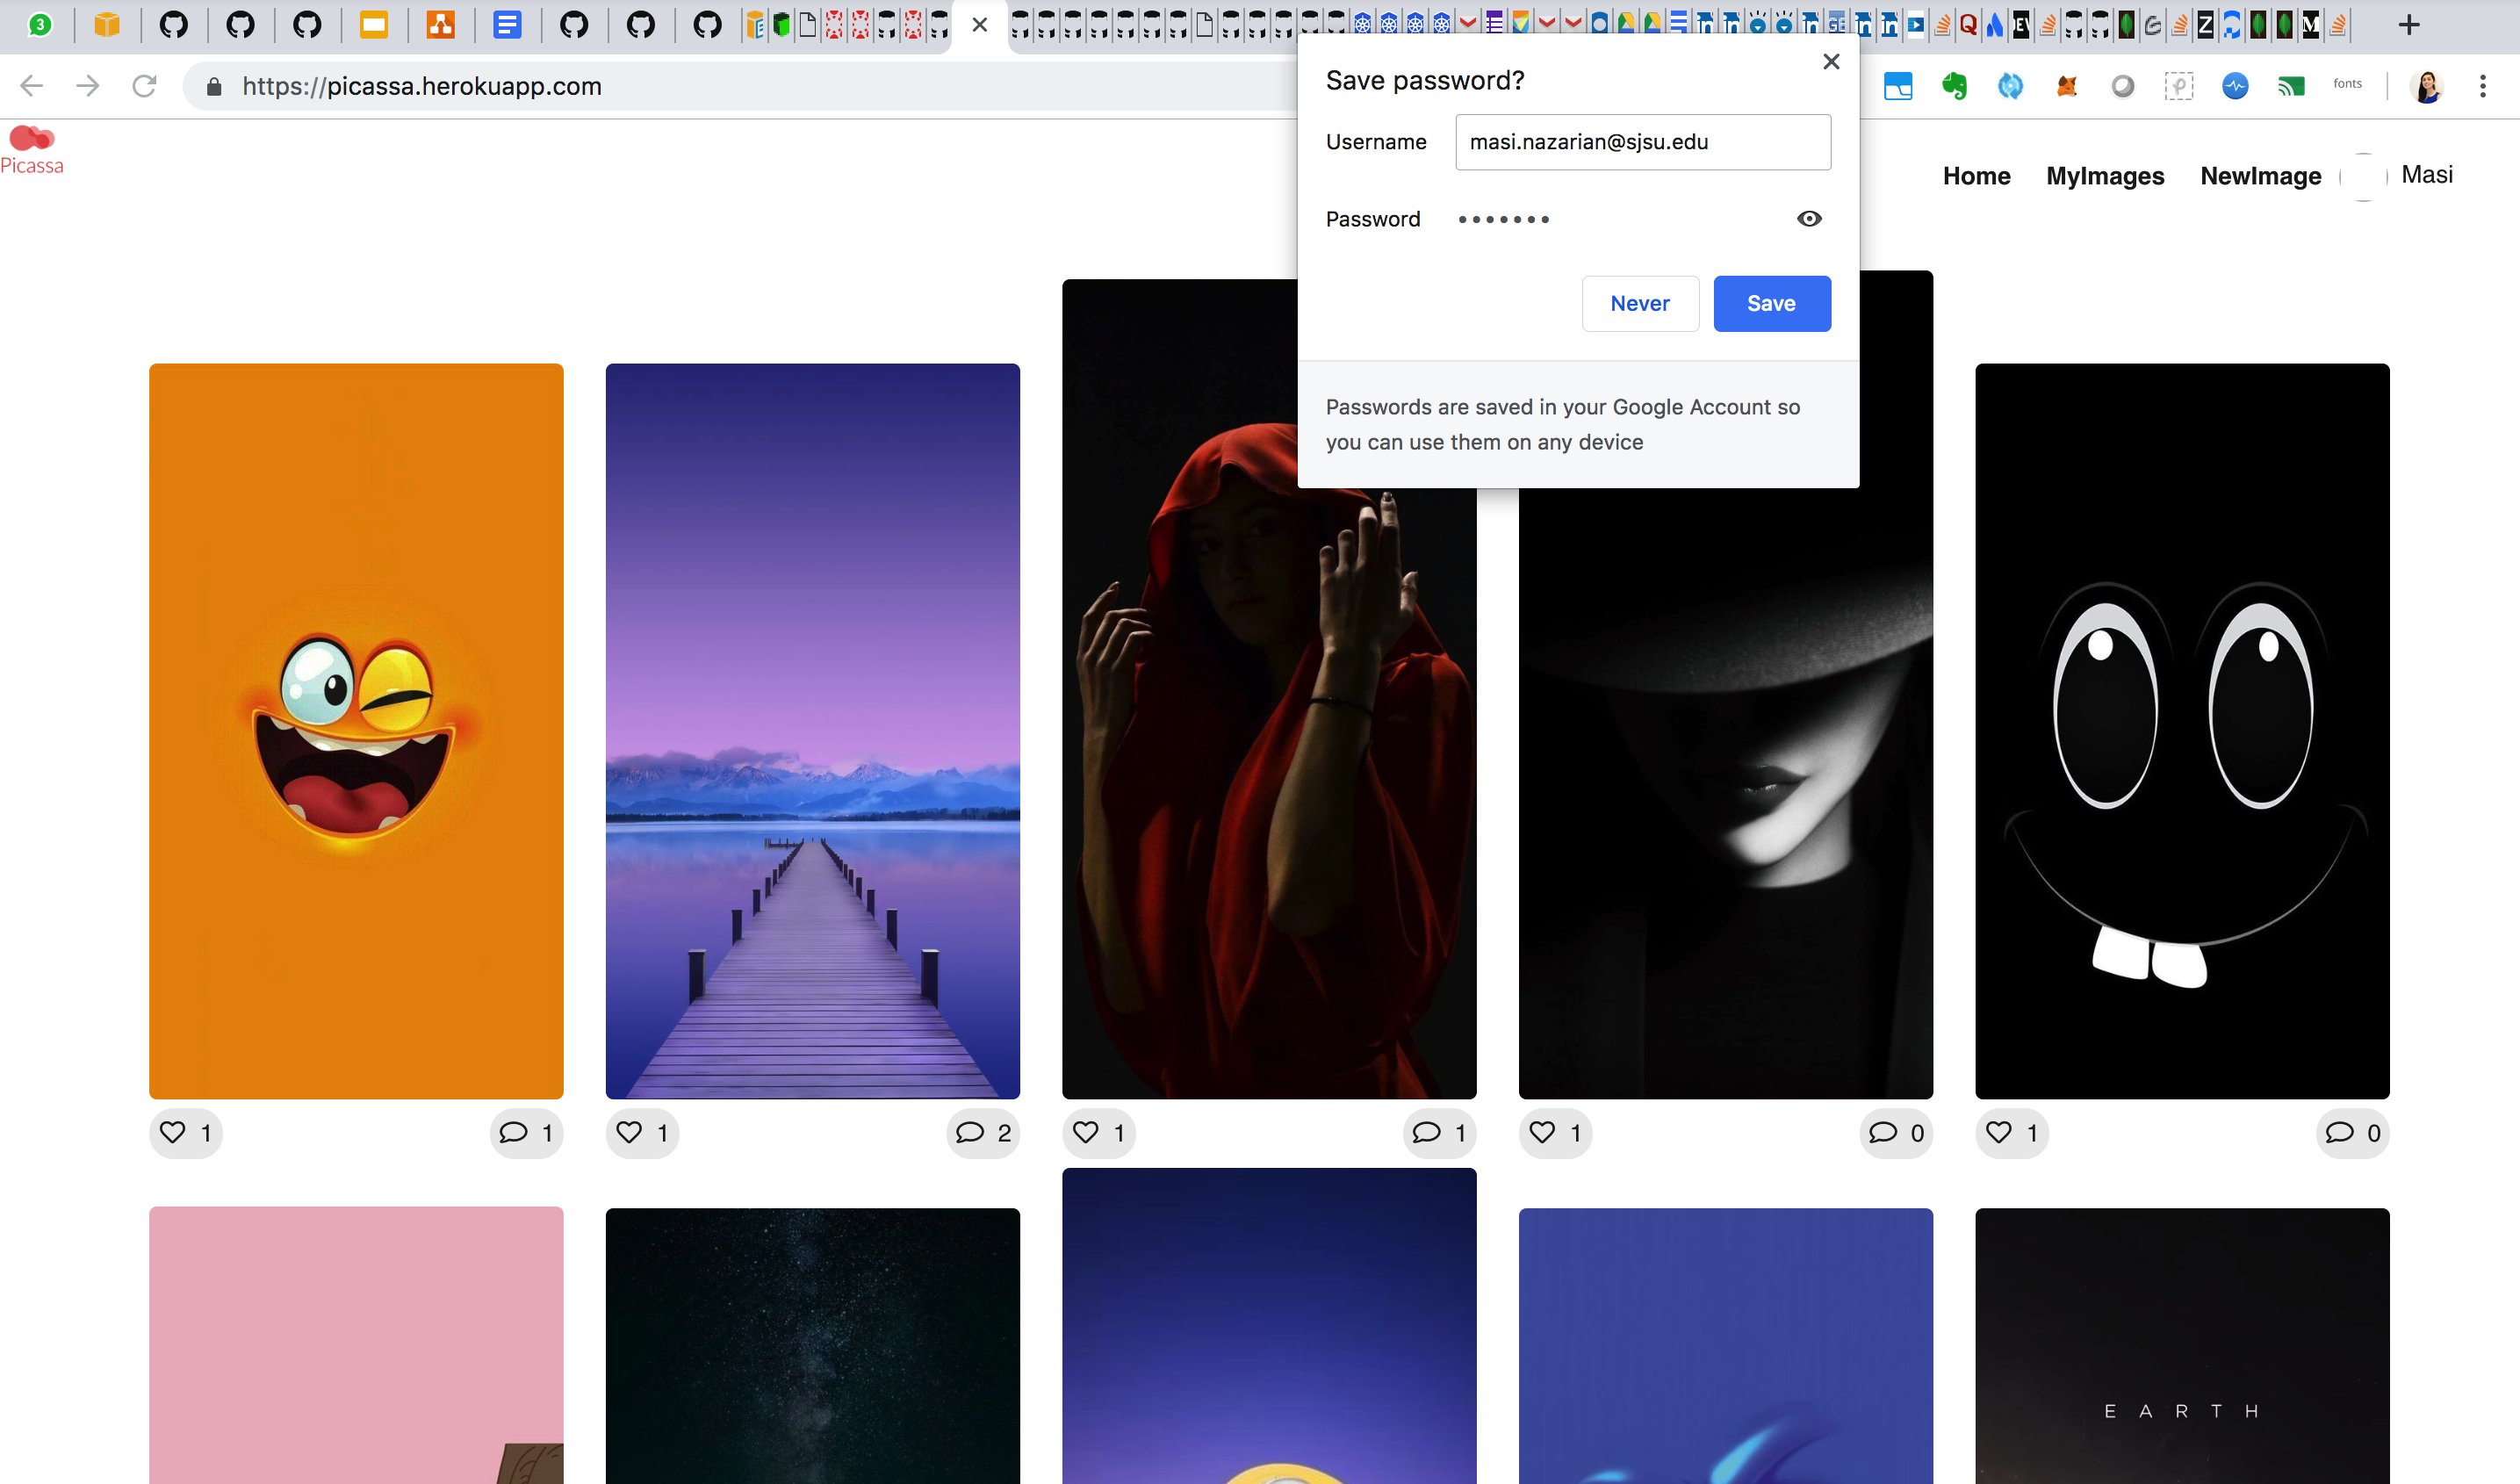 3
https://picassa.herokuapp.com
fonts
Picassa
Home MyImages NewImage Masi
Save password?
Username masi.nazarian@sjsu.edu
Password •••••••
Never Save
Passwords are saved in your Google Account so
you can use them on any device
1 1 1 2 1 1 1 0 1 0
E A R T H